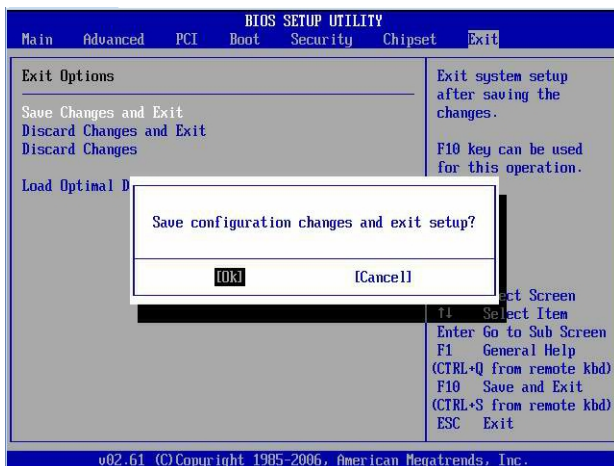 BIOS SETUP UTILITY
Main Advanced PCI Boot Security Chipset Exit
Exit Options
Save Changes and Exit
Discard Changes and Exit
Discard Changes
Load Optimal D
Exit system setup
after saving the
changes.
F10 key can be used
for this operation.
Save configuration changes and exit setup?
[Ok] [Cancel]
ect Screen
↑↓ Select Item
Enter Go to Sub Screen
F1 General Help
(CTRL+Q from remote kbd)
F10 Save and Exit
(CTRL+S from remote kbd)
ESC Exit
v02.61 (C)Copyright 1985-2006, American Megatrends, Inc.